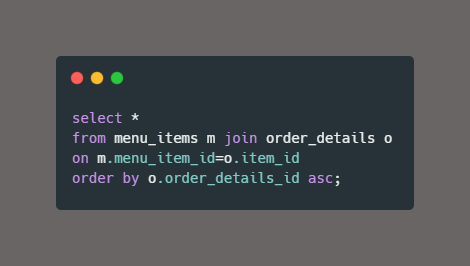 select *
from menu_items m join order_details o
on m.menu_item_id=o.item_id
order by o.order_details_id asc;